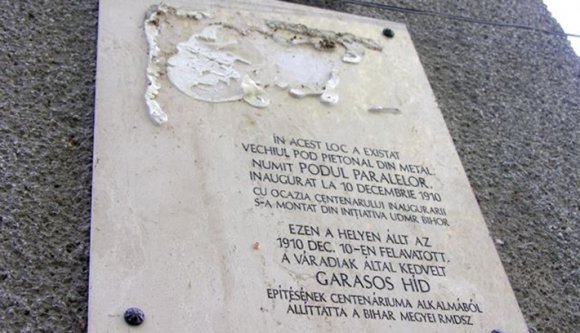 ÎN ACEST LOC A EXISTAT
VECHIUL POD PIETONAL DIN METAL,
NUMIT PODUL PARALELOR,
INAUGURAT LA 10 DECEMBRIE 1910
CU OCAZIA CENTENARULUI INAUGURARII
S-A MONTAT DIN INIȚIATIVA UDMR BIHOR
EZEN A HELYEN ÁLLT AZ
1910 DEC. 10-ÉN FELAVATOTT,
A VÁRADIAK ÁLTAL KEDVELT
GARASOS HÍD
ÉPÍTÉSÉNEK CENTENÁRIUMA ALKALMÁBÓL
ÁLLÍTTATTA A BIHAR MEGYEI RMDSZ